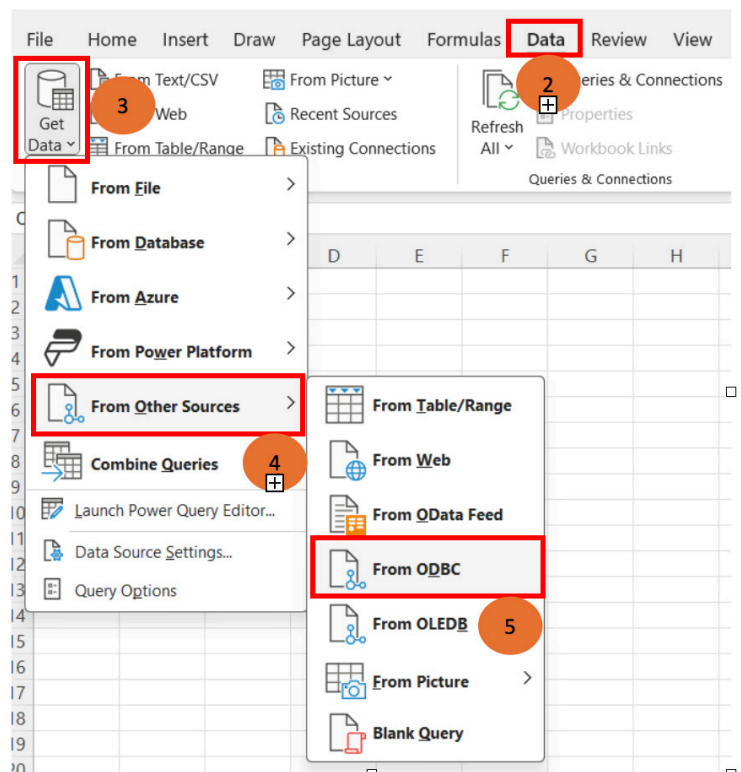 File Home Insert Draw Page Layout Formulas Data Review View
Get
Data
From Text/CSV
Web
From Table/Range
From Picture
Recent Sources
Existing Connections
Refresh
All
eries & Connections
Properties
Workbook Links
Queries & Connections
3
2
From File
From Database
From Azure
From Power Platform
From Other Sources
Combine Queries
4
Launch Power Query Editor...
Data Source Settings...
Query Options
From Table/Range
From Web
From OData Feed
From ODBC
From OLEDB
5
From Picture
Blank Query
D E F G H
1
2
3
4
5
6
7
8
9
10
11
12
13
14
15
16
17
18
19
20